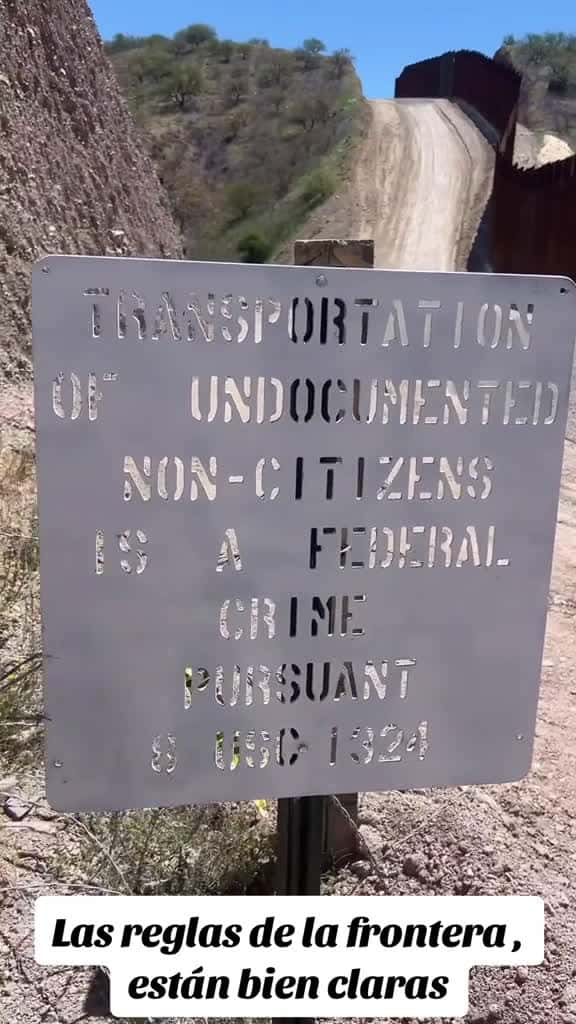 TRANSPORTATION
OF UNDOCUMENTED
NON-CITIZENS
IS A FEDERAL
CRIME
PURSUANT
8 USC-1324
Las reglas de la frontera,
están bien claras